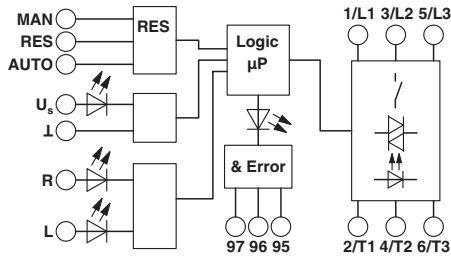 MAN
RES
AUTO
RES
Us
⊥
R
L
Logic
µP
& Error
97 96 95
1/L1 3/L2 5/L3
2/T1 4/T2 6/T3